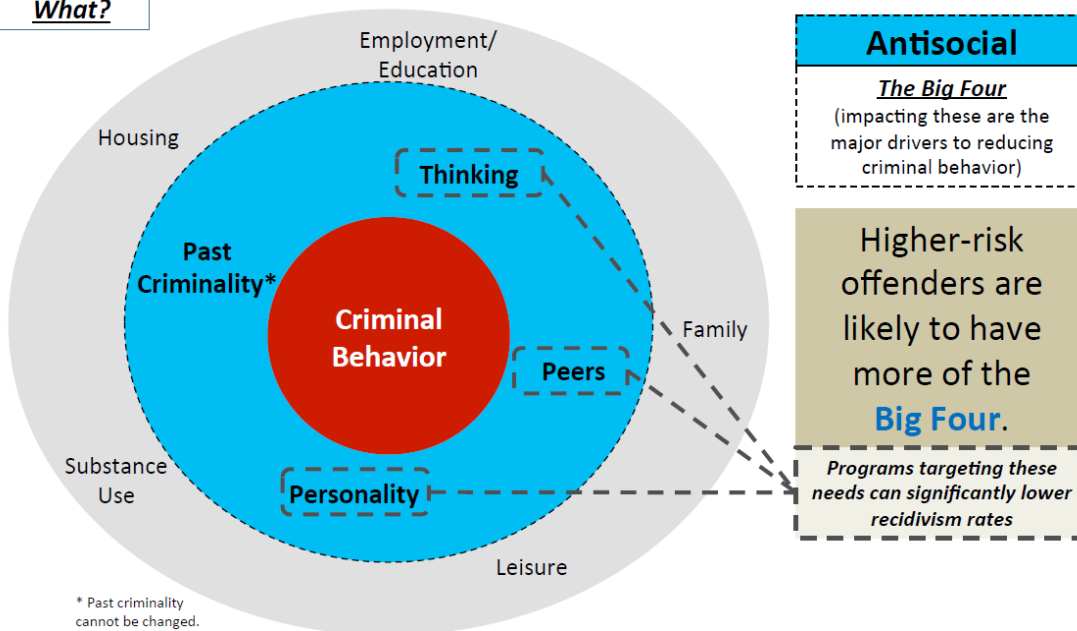 What?
Employment/
Education
Housing
Thinking
Past
Criminality*
Criminal
Behavior
Family
Peers
Substance
Use
Personality
Leisure
* Past criminality
cannot be changed.
Antisocial
The Big Four
(impacting these are the
major drivers to reducing
criminal behavior)
Higher-risk
offenders are
likely to have
more of the
Big Four.
Programs targeting these
needs can significantly lower
recidivism rates